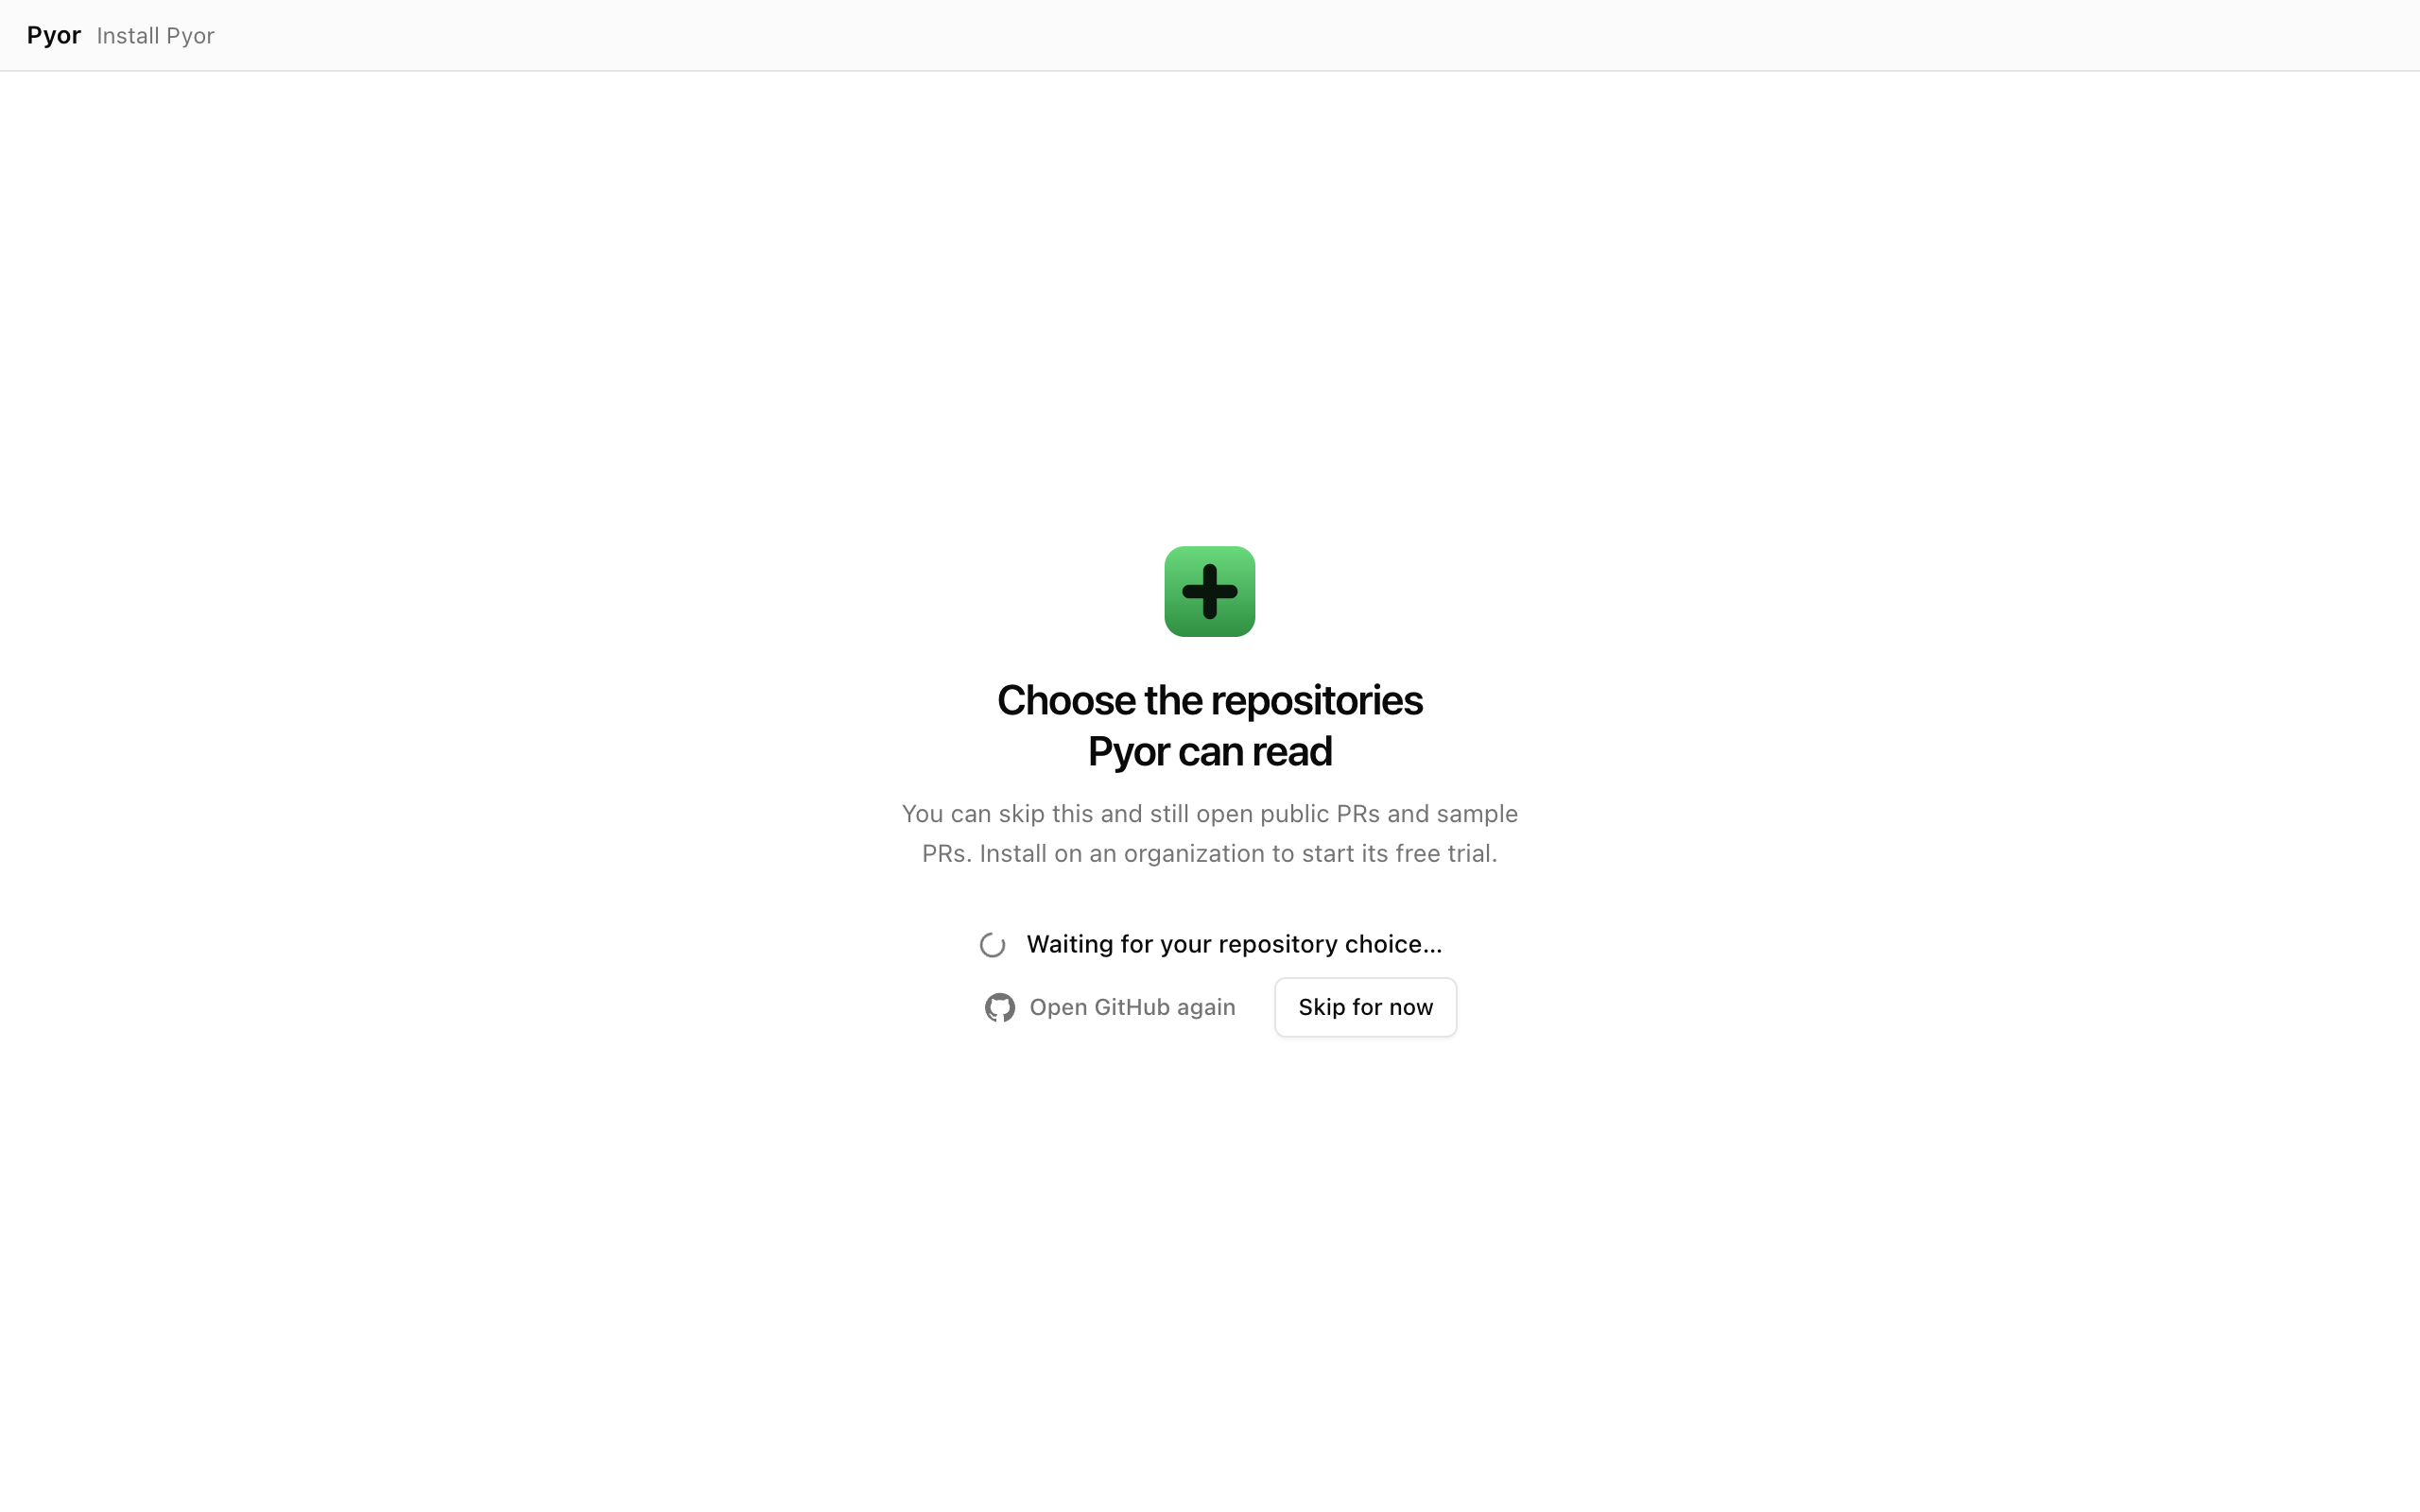 Pyor Install Pyor
Choose the repositories
Pyor can read
You can skip this and still open public PRs and sample
PRs. Install on an organization to start its free trial.
Waiting for your repository choice...
Open GitHub again Skip for now